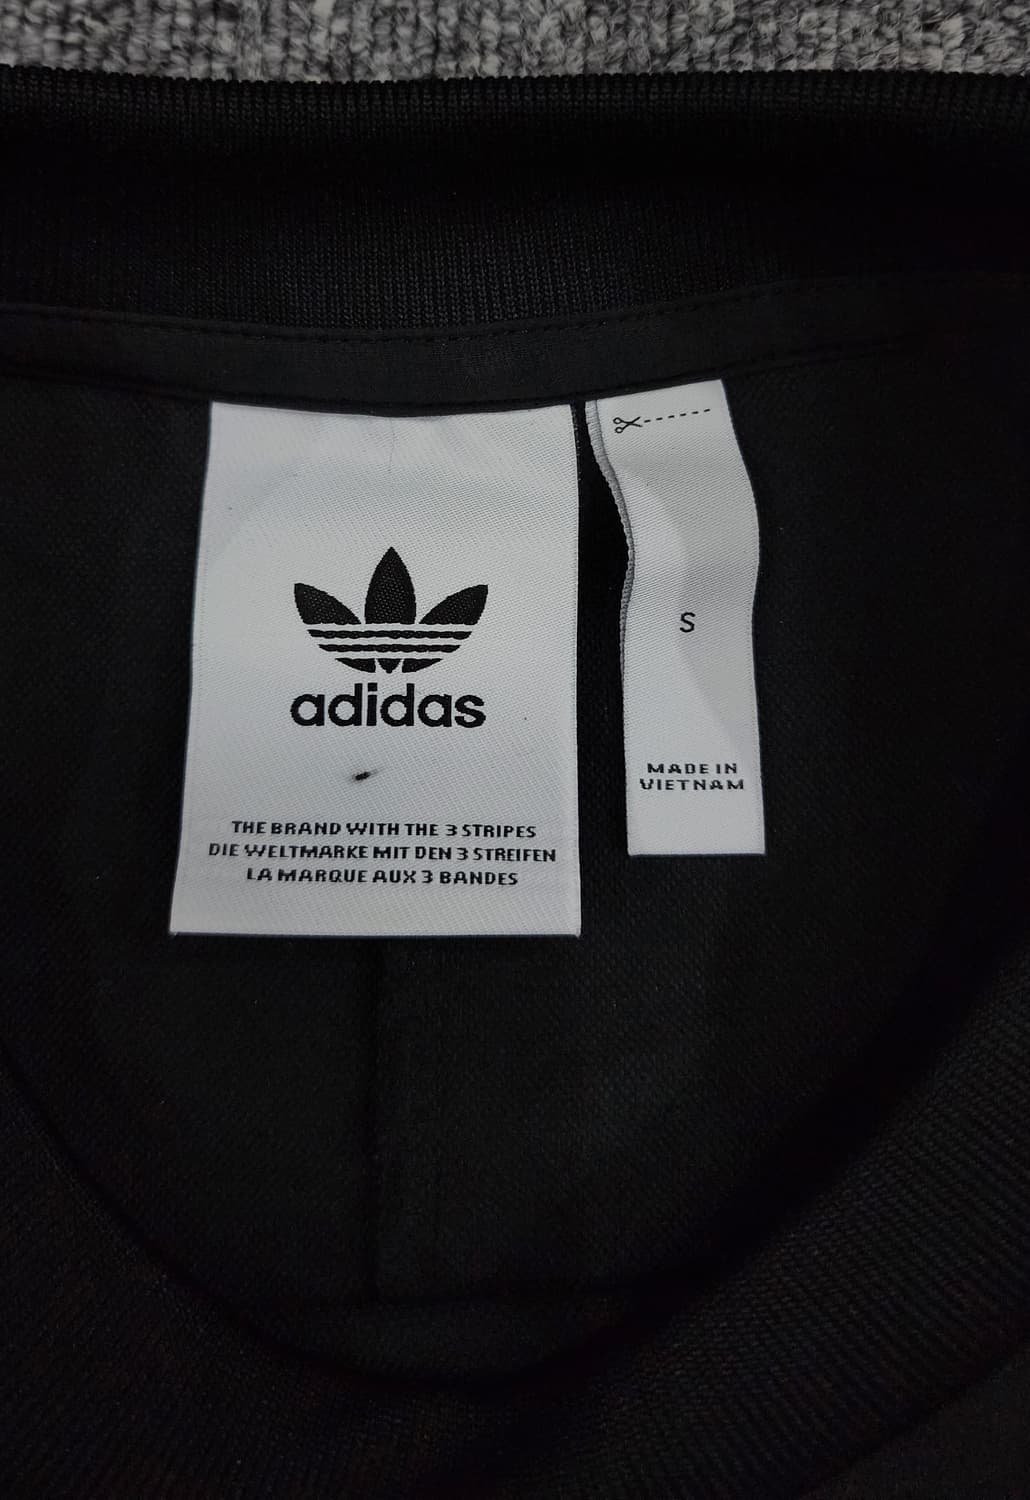 adidas
THE BRAND WITH THE 3 STRIPES
DIE WELTMARKE MIT DEN 3 STREIFEN
LA MARQUE AUX 3 BANDES
S
MADE IN
VIETNAM